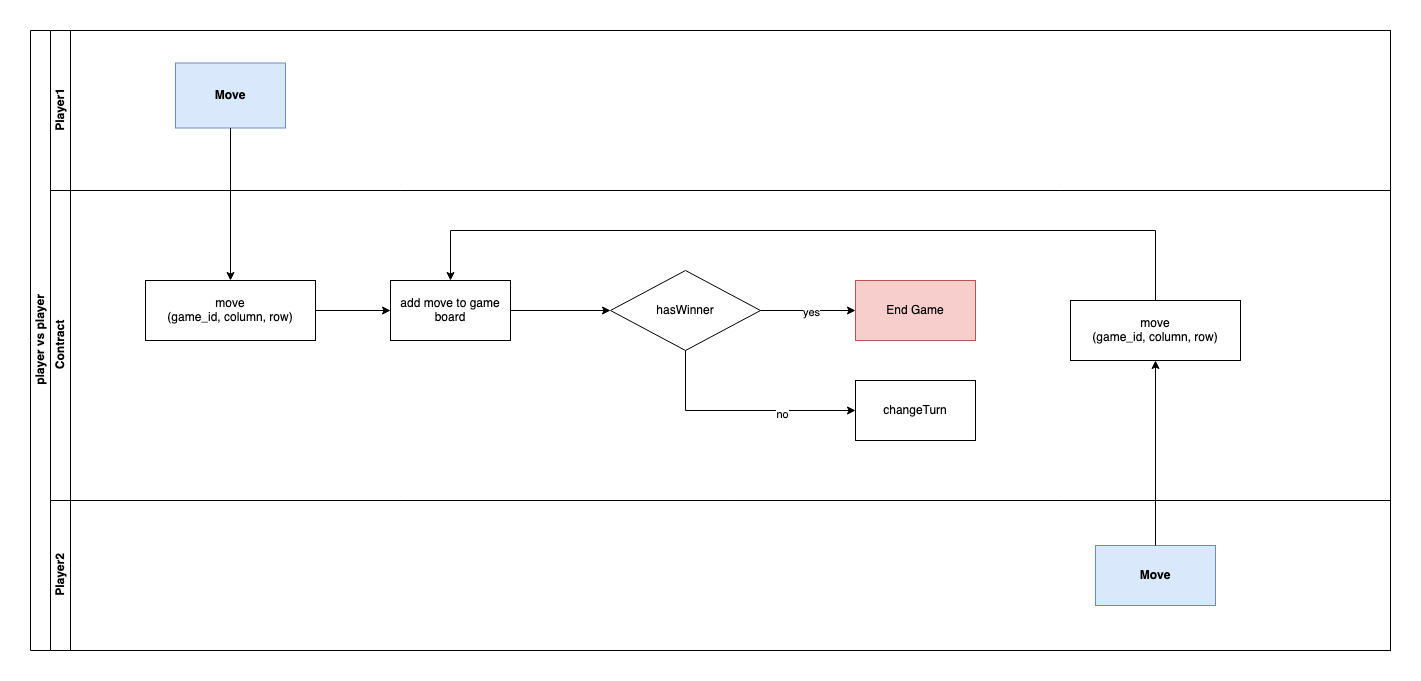 player vs player
Player1
Move
Contract
move
(game_id, column, row)
add move to game
board
hasWinner
yes
End Game
no
changeTurn
move
(game_id, column, row)
Player2
Move